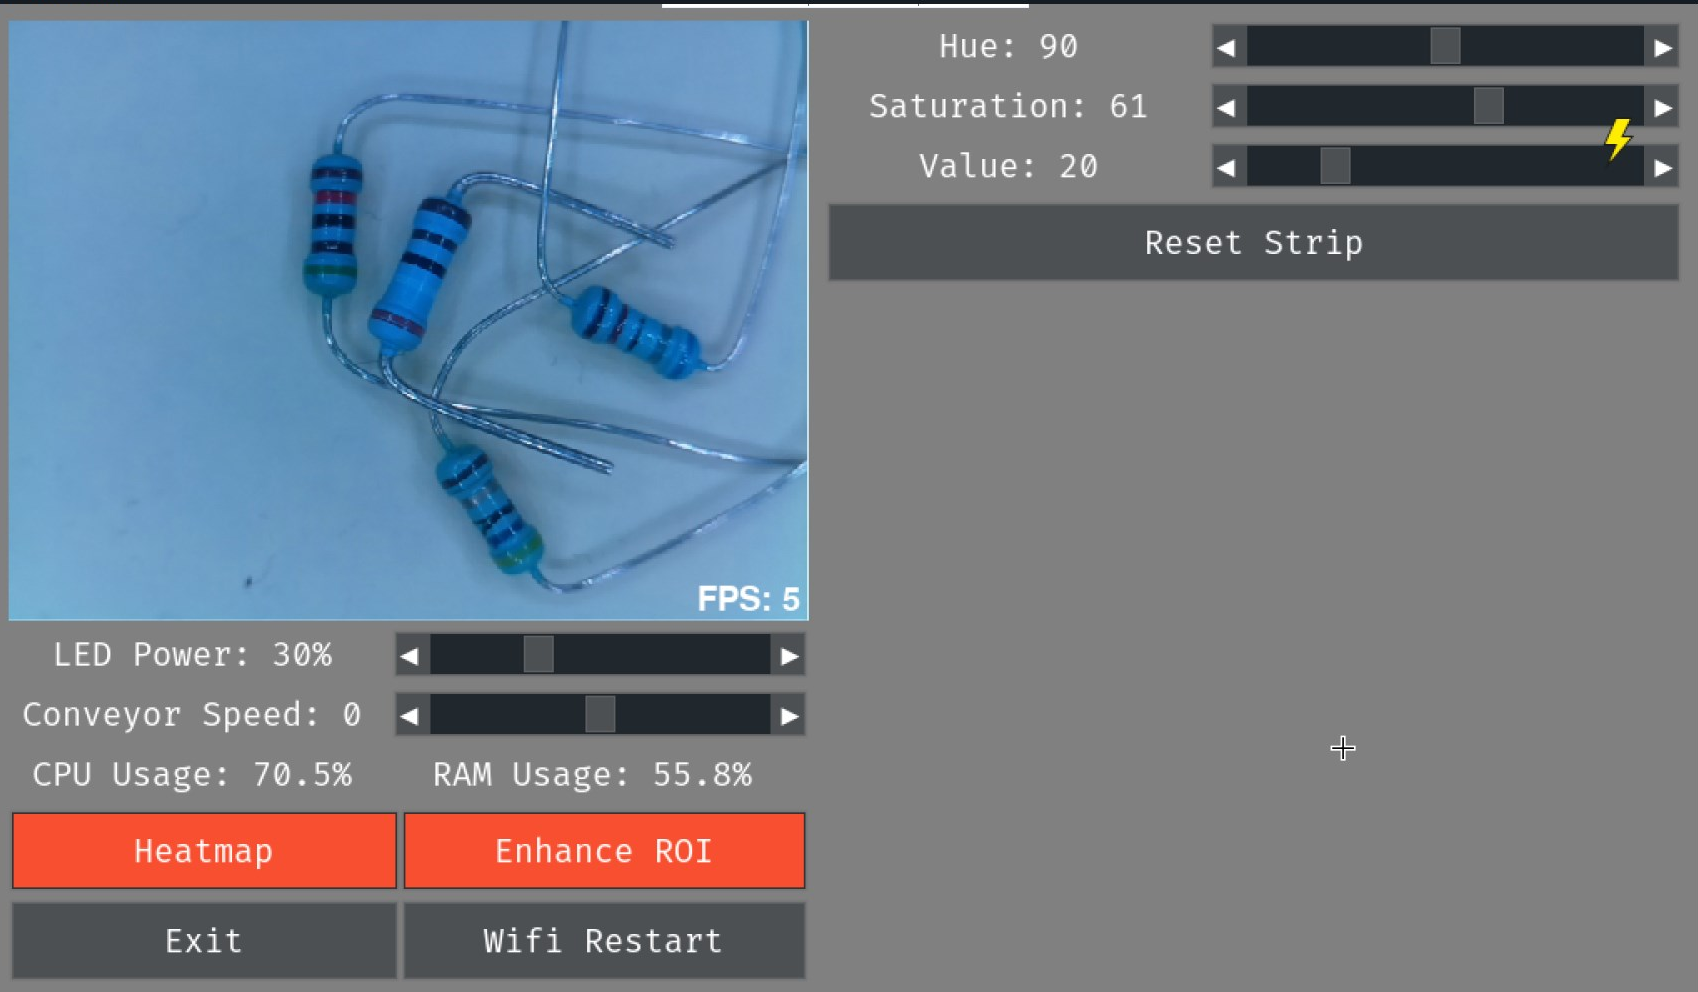 Hue: 90
Saturation: 61
Value: 20
Reset Strip
FPS: 5
LED Power: 30%
Conveyor Speed: 0
CPU Usage: 70.5%
RAM Usage: 55.8%
Heatmap
Enhance ROI
Exit
Wifi Restart